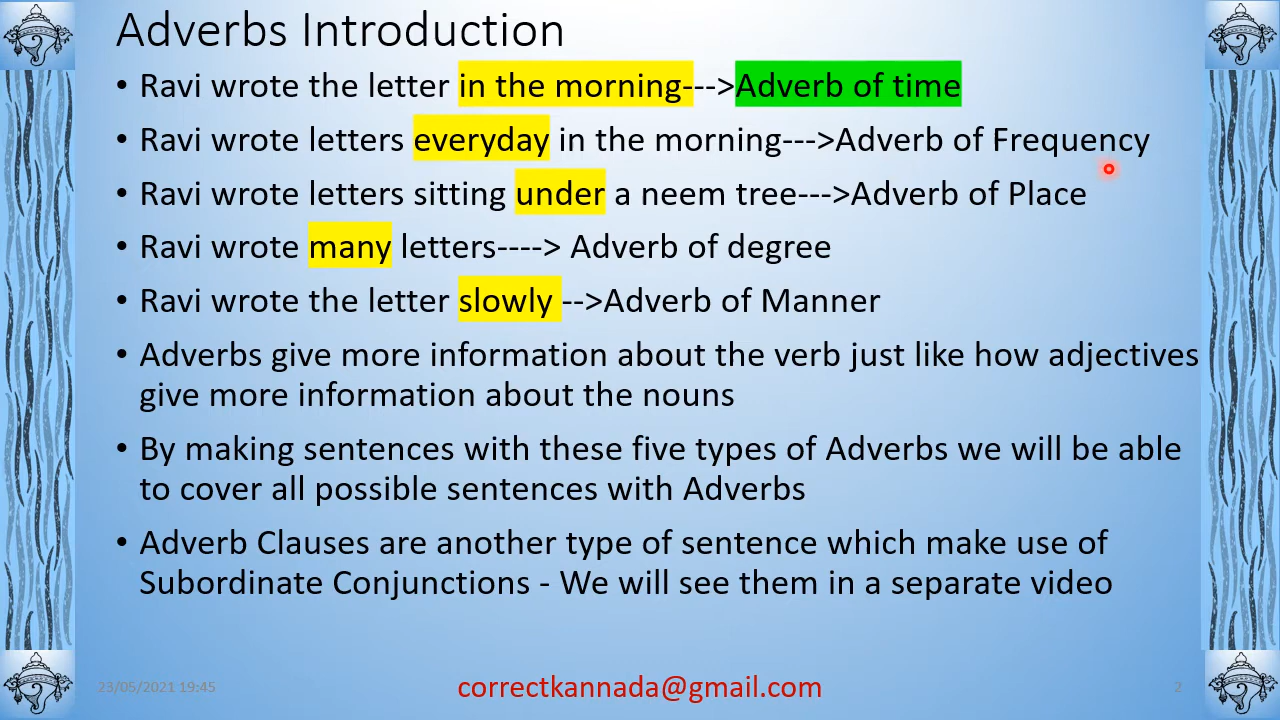 Adverbs Introduction
• Ravi wrote the letter in the morning--->Adverb of time
• Ravi wrote letters everyday in the morning--->Adverb of Frequency
• Ravi wrote letters sitting under a neem tree--->Adverb of Place
• Ravi wrote many letters----> Adverb of degree
• Ravi wrote the letter slowly -->Adverb of Manner
• Adverbs give more information about the verb just like how adjectives
give more information about the nouns
• By making sentences with these five types of Adverbs we will be able
to cover all possible sentences with Adverbs
• Adverb Clauses are another type of sentence which make use of
Subordinate Conjunctions - We will see them in a separate video
23/05/2021 19:45
correctkannada@gmail.com
2